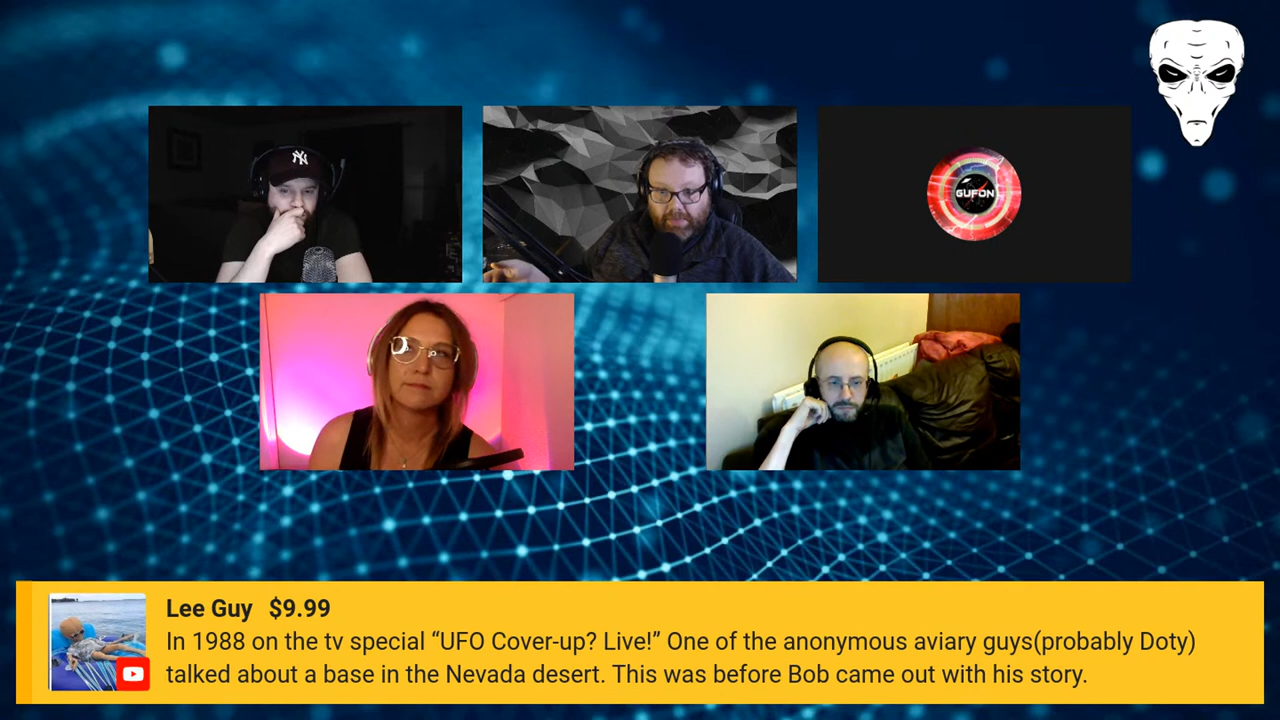 NY
GUFON
Lee Guy $9.99
In 1988 on the tv special “UFO Cover-up? Live!” One of the anonymous aviary guys(probably Doty)
talked about a base in the Nevada desert. This was before Bob came out with his story.